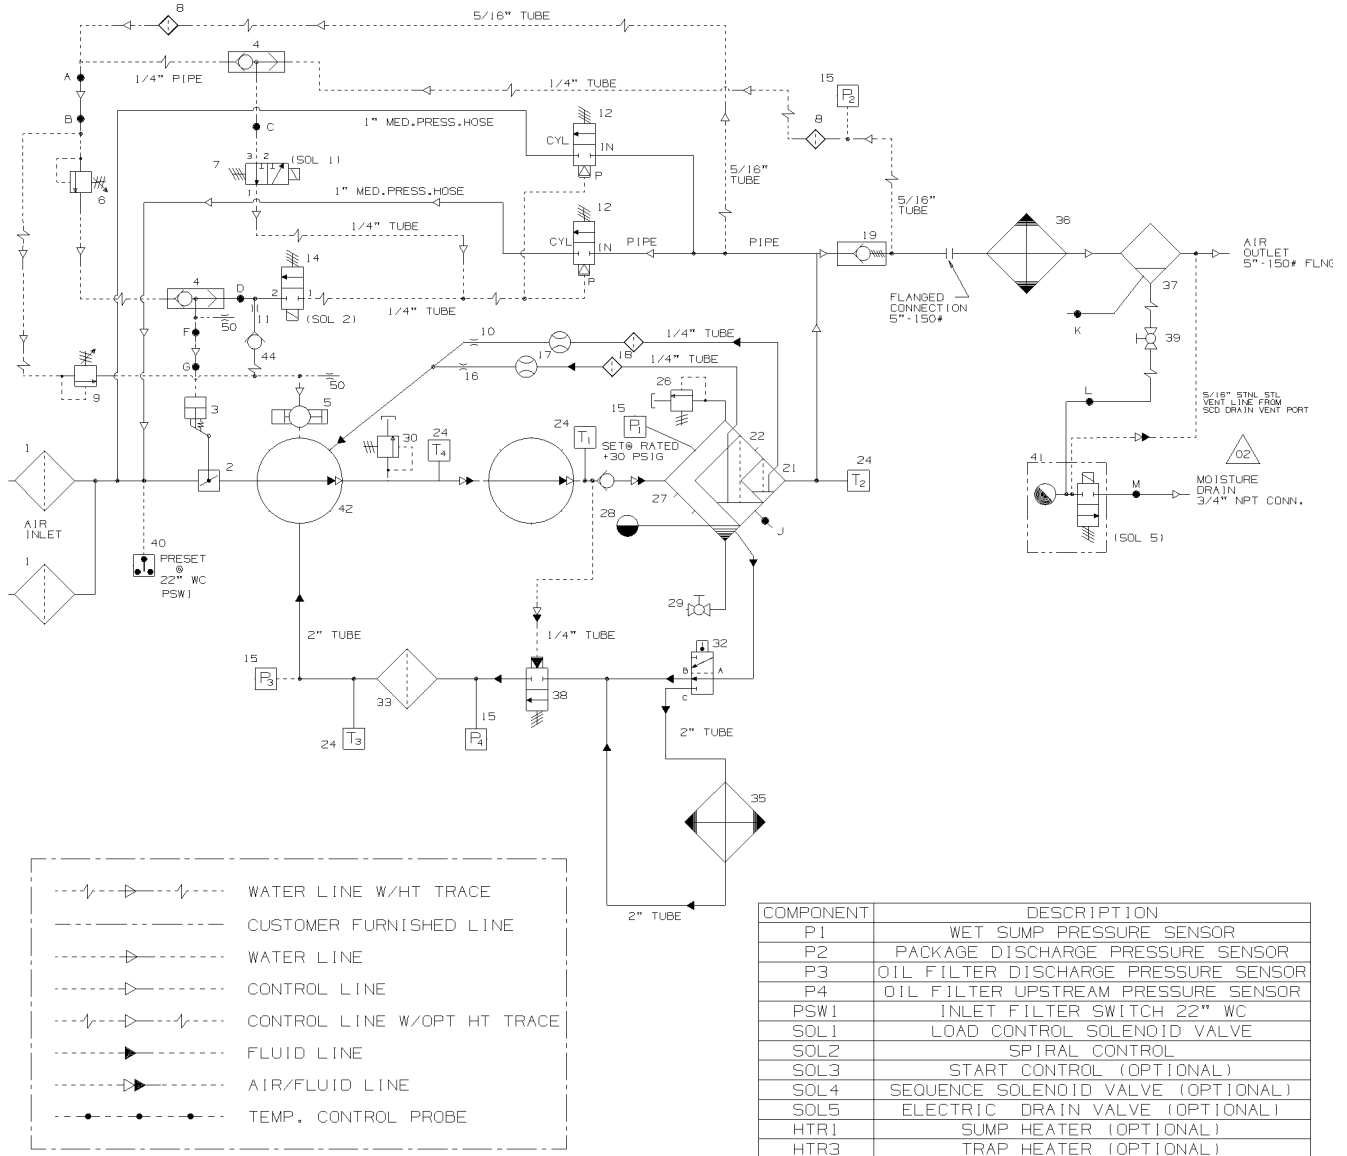 8
5/16" TUBE
4
A
1/4" PIPE
1/4" TUBE
15
P2
B
C
1" MED.PRESS.HOSE
12
8
CYL
IN
P
7
3 2
(SOL 1)
1
5/16"
TUBE
5/16"
TUBE
6
1" MED.PRESS.HOSE
12
1/4" TUBE
CYL
IN
P
PIPE
PIPE
19
36
AIR
OUTLET
5"-150# FLNG
37
14
4
D
2
1
(SOL 2)
1/4" TUBE
FLANGED
CONNECTION
5"-150#
K
39
50
11
F
44
10
17
1/4" TUBE
18
1/4" TUBE
G
16
9
50
3
5
26
L
5/16" STNL STL
VENT LINE FROM
SCD DRAIN VENT PORT
15
P1
SET@ RATED
+30 PSIG
24
T1
24
T4
30
22
21
24
T2
02
41
M
MOISTURE
DRAIN
3/4" NPT CONN.
(SOL 5)
1
2
42
27
28
J
AIR
INLET
40
PRESET
@
22" WC
PSW1
1
29
2" TUBE
1/4" TUBE
32
B
A
C
15
P3
33
24
T3
15
P4
38
2" TUBE
35
2" TUBE
WATER LINE W/HT TRACE
CUSTOMER FURNISHED LINE
WATER LINE
CONTROL LINE
CONTROL LINE W/OPT HT TRACE
FLUID LINE
AIR/FLUID LINE
TEMP. CONTROL PROBE
COMPONENT DESCRIPTION
P1 WET SUMP PRESSURE SENSOR
P2 PACKAGE DISCHARGE PRESSURE SENSOR
P3 OIL FILTER DISCHARGE PRESSURE SENSOR
P4 OIL FILTER UPSTREAM PRESSURE SENSOR
PSW1 INLET FILTER SWITCH 22" WC
SOL1 LOAD CONTROL SOLENOID VALVE
SOL2 SPIRAL CONTROL
SOL3 START CONTROL (OPTIONAL)
SOL4 SEQUENCE SOLENOID VALVE (OPTIONAL)
SOL5 ELECTRIC DRAIN VALVE (OPTIONAL)
HTR1 SUMP HEATER (OPTIONAL)
HTR3 TRAP HEATER (OPTIONAL)